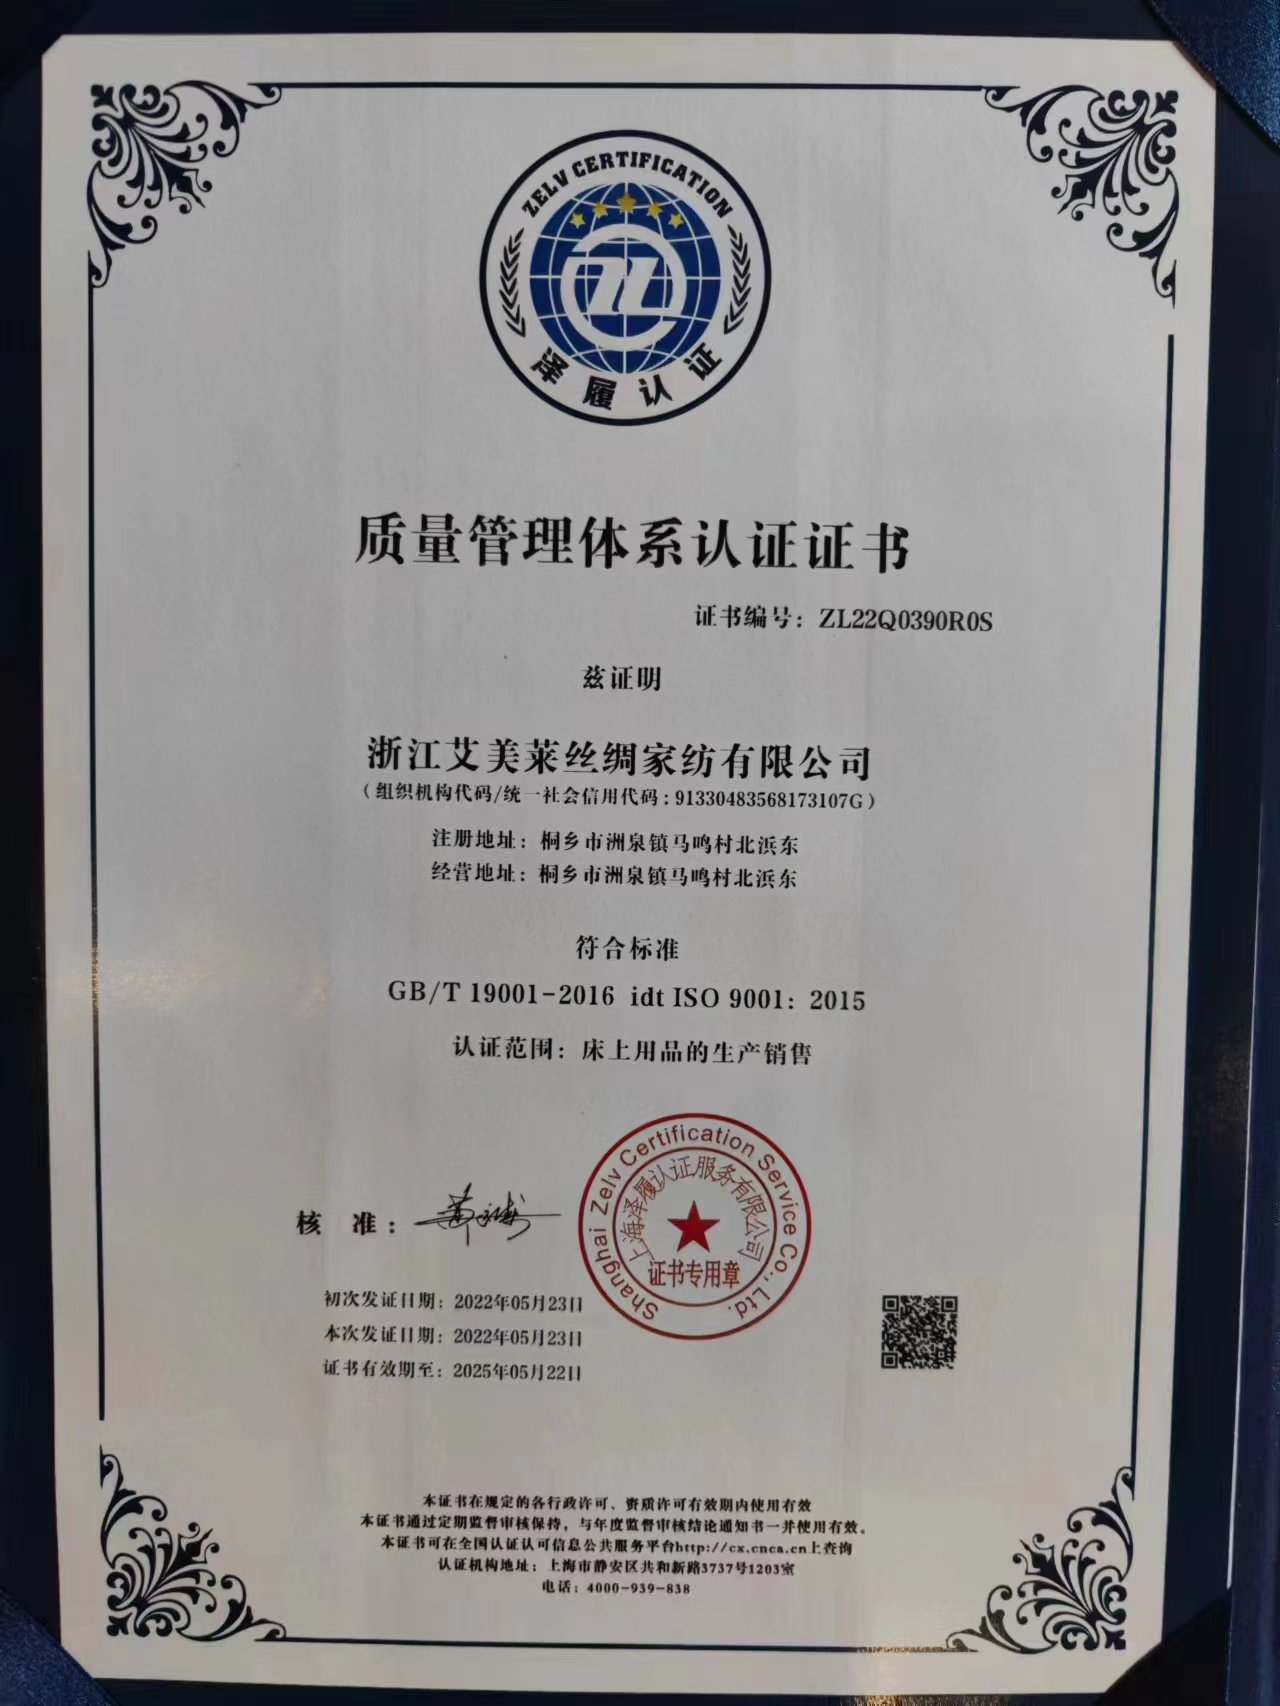 ZELV CERTIFICATION
ZL
泽履认证
质量管理体系认证证书
证书编号：ZL22Q0390R0S
兹证明
浙江艾美莱丝绸家纺有限公司
（组织机构代码/统一社会信用代码：91330483568173107G）
注册地址：桐乡市洲泉镇马鸣村北浜东
经营地址：桐乡市洲泉镇马鸣村北浜东
符合标准
GB/T 19001-2016 idt ISO 9001：2015
认证范围：床上用品的生产销售
Shanghai Zelv Certification Service Co., Ltd.
上海泽履认证服务有限公司
证书专用章
核 准：
初次发证日期：2022年05月23日
本次发证日期：2022年05月23日
证书有效期至：2025年05月22日
本证书在规定的各行政许可、资质许可有效期内使用有效
本证书通过定期监督审核保持，与年度监督审核结论通知书一并使用有效。
本证书可在全国认证认可信息公共服务平台http://cx.cnca.cn上查询
认证机构地址：上海市静安区共和新路3737号1203室
电话：4000-939-838